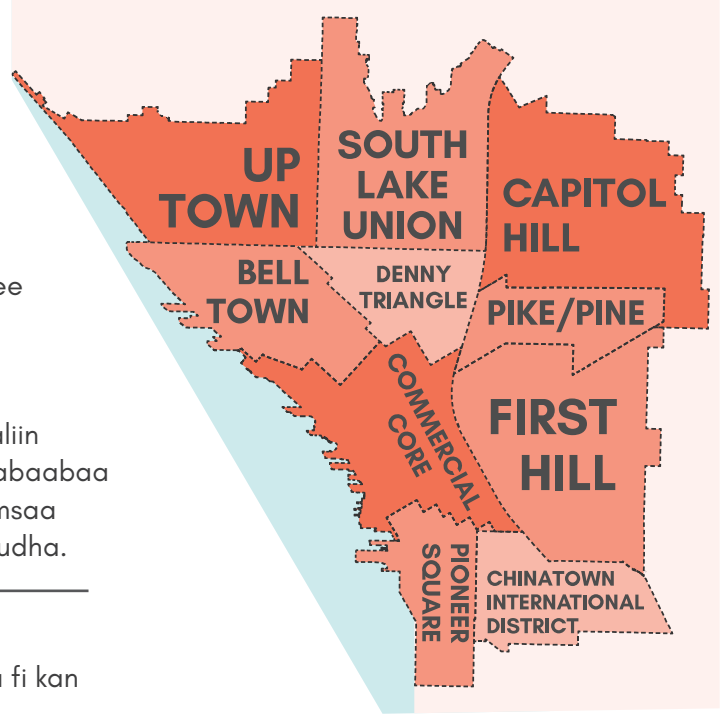 UP
TOWN
SOUTH
LAKE
UNION
CAPITOL
HILL
BELL
TOWN
DENNY
TRIANGLE
PIKE/PINE
COMMERCIAL
CORE
FIRST
HILL
PIONEER
SQUARE
CHINATOWN
INTERNATIONAL
DISTRICT
ee
aliin
abaabaa
msaa
udha.
fi kan